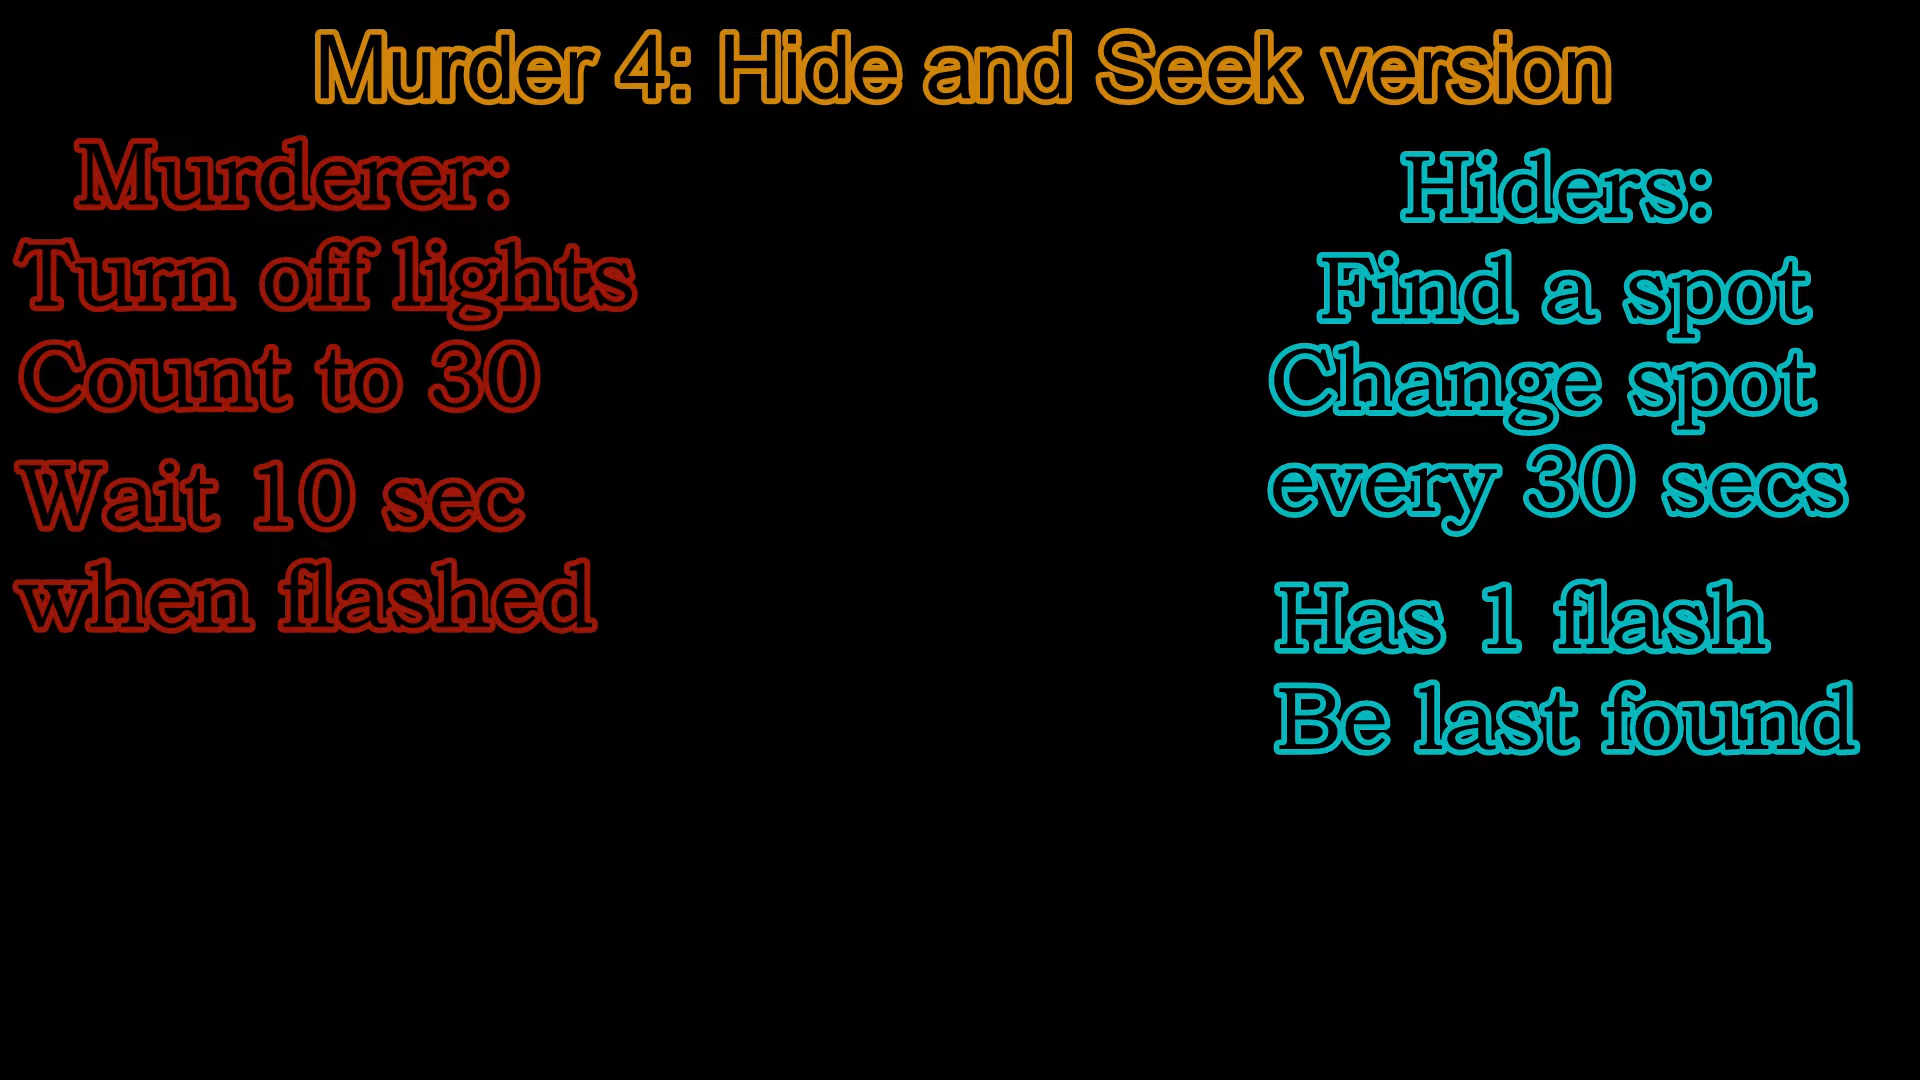 Murder 4: Hide and Seek version
Murderer:
Turn off lights
Count to 30
Wait 10 sec
when flashed
Hiders:
Find a spot
Change spot
every 30 secs
Has 1 flash
Be last found